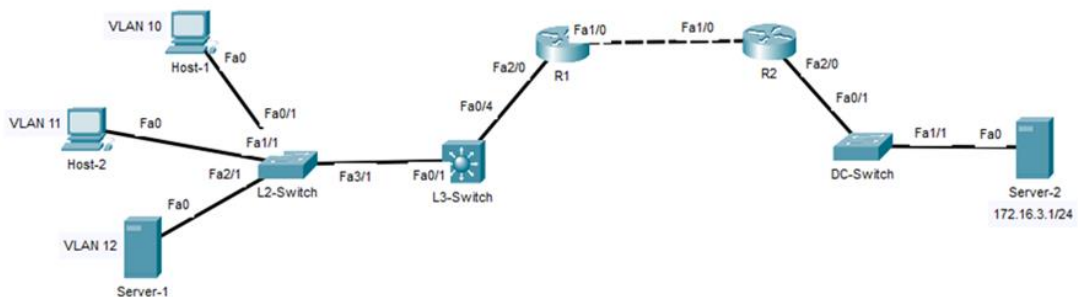 VLAN 10
Host-1
Fa0
Fa0/1
VLAN 11
Host-2
Fa0
Fa1/1
Fa2/1
L2-Switch
Fa0
VLAN 12
Server-1
Fa3/1
Fa0/1
L3-Switch
Fa0/4
Fa2/0
R1
Fa1/0
Fa1/0
R2
Fa2/0
Fa0/1
DC-Switch
Fa1/1
Fa0
Server-2
172.16.3.1/24